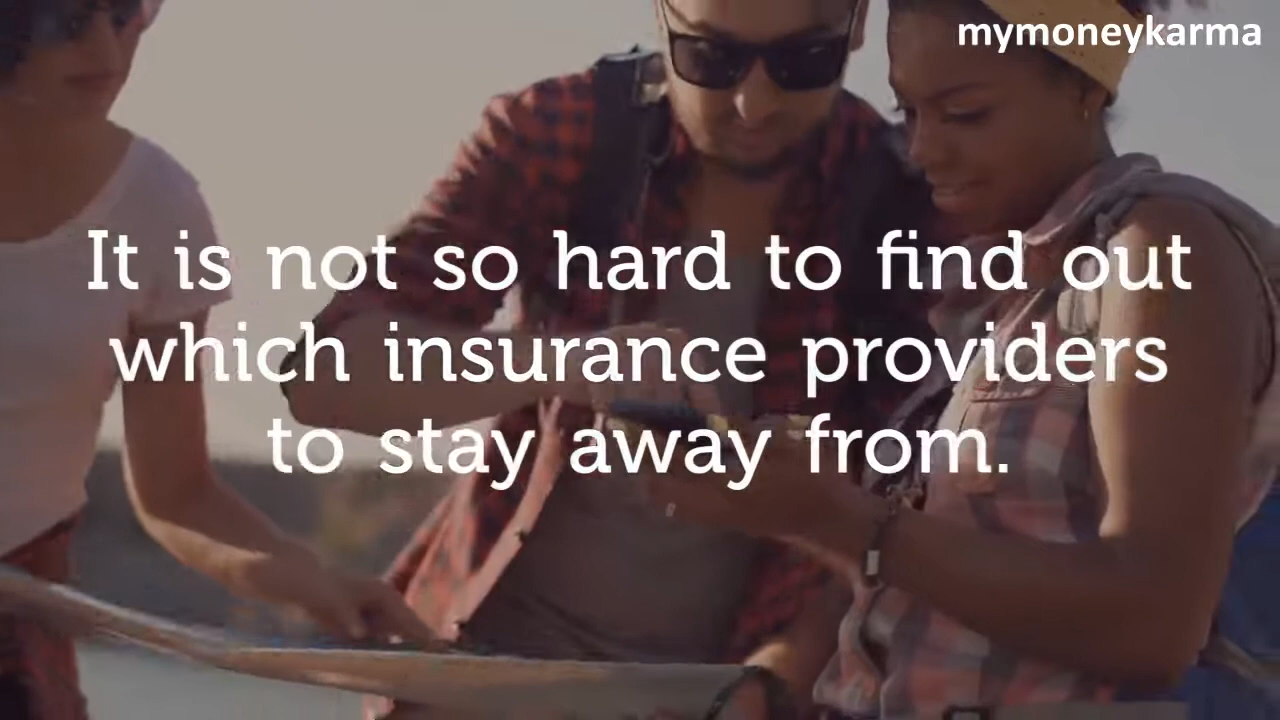 mymoneykarma
It is not so hard to find out
which insurance providers
to stay away from.